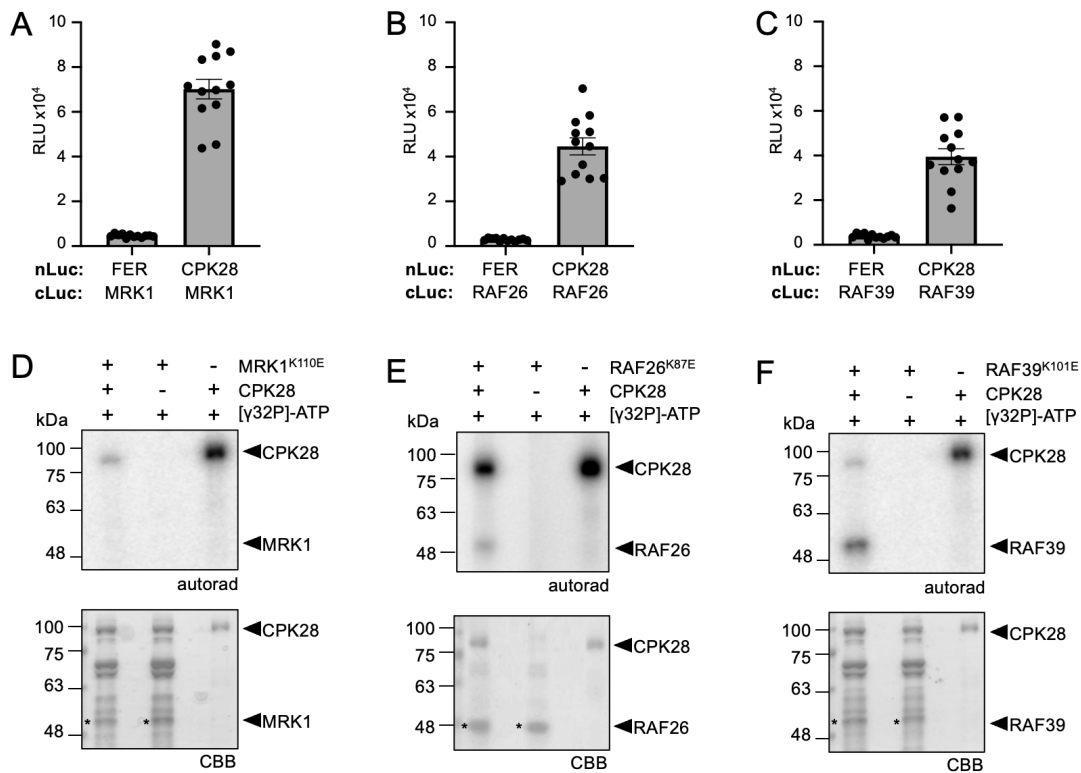 A
10
8
6
4
2
0
RLU x10⁴
nLuc: FER CPK28
cLuc: MRK1 MRK1
B
10
8
6
4
2
0
RLU x10⁴
nLuc: FER CPK28
cLuc: RAF26 RAF26
C
10
8
6
4
2
0
RLU x10⁴
nLuc: FER CPK28
cLuc: RAF39 RAF39
D
+ + - MRK1ᴷ¹¹⁰ᴱ
+ - + CPK28
+ + + [γ32P]-ATP
kDa
100 CPK28
75
63
48 MRK1
autorad
100 CPK28
75
63
* * MRK1
48
CBB
E
+ + - RAF26ᴷ⁸⁷ᴱ
+ - + CPK28
+ + + [γ32P]-ATP
kDa
100 CPK28
75
63
48 RAF26
autorad
100
75 CPK28
63
48 * * RAF26
CBB
F
+ + - RAF39ᴷ¹⁰¹ᴱ
+ - + CPK28
+ + + [γ32P]-ATP
kDa
100 CPK28
75
63
48 RAF39
autorad
100 CPK28
75
63
* * RAF39
48
CBB